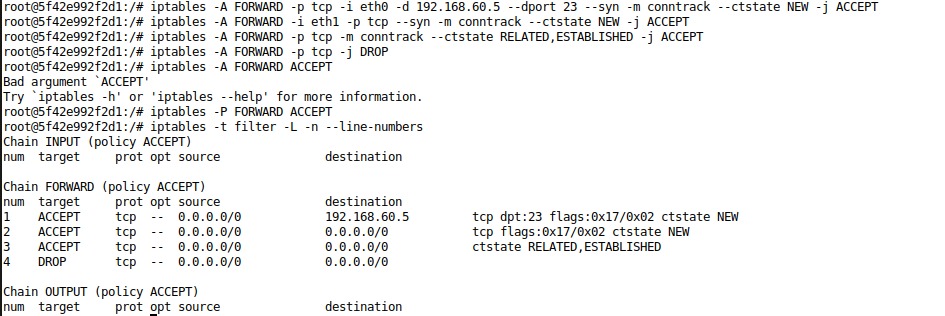 root@5f42e992f2d1:/# iptables -A FORWARD -p tcp -i eth0 -d 192.168.60.5 --dport 23 --syn -m conntrack --ctstate NEW -j ACCEPT
root@5f42e992f2d1:/# iptables -A FORWARD -i eth1 -p tcp --syn -m conntrack --ctstate NEW -j ACCEPT
root@5f42e992f2d1:/# iptables -A FORWARD -p tcp -m conntrack --ctstate RELATED,ESTABLISHED -j ACCEPT
root@5f42e992f2d1:/# iptables -A FORWARD -p tcp -j DROP
root@5f42e992f2d1:/# iptables -A FORWARD ACCEPT
Bad argument `ACCEPT'
Try `iptables -h' or 'iptables --help' for more information.
root@5f42e992f2d1:/# iptables -P FORWARD ACCEPT
root@5f42e992f2d1:/# iptables -t filter -L -n --line-numbers
Chain INPUT (policy ACCEPT)
num  target     prot opt source               destination

Chain FORWARD (policy ACCEPT)
num  target     prot opt source               destination
1    ACCEPT     tcp  --  0.0.0.0/0            192.168.60.5         tcp dpt:23 flags:0x17/0x02 ctstate NEW
2    ACCEPT     tcp  --  0.0.0.0/0            0.0.0.0/0            tcp flags:0x17/0x02 ctstate NEW
3    ACCEPT     tcp  --  0.0.0.0/0            0.0.0.0/0            ctstate RELATED,ESTABLISHED
4    DROP       tcp  --  0.0.0.0/0            0.0.0.0/0

Chain OUTPUT (policy ACCEPT)
num  target     prot opt source               destination